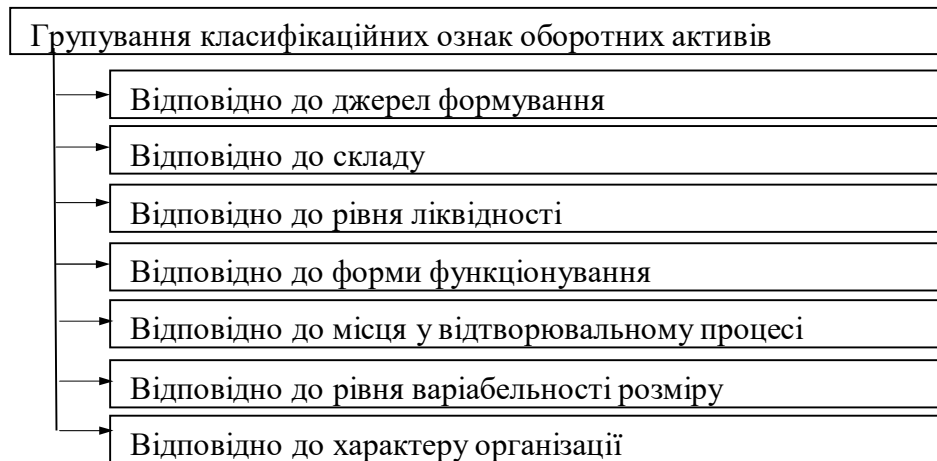 Групування класифікаційних ознак оборотних активів
Відповідно до джерел формування
Відповідно до складу
Відповідно до рівня ліквідності
Відповідно до форми функціонування
Відповідно до місця у відтворювальному процесі
Відповідно до рівня варіабельності розміру
Відповідно до характеру організації